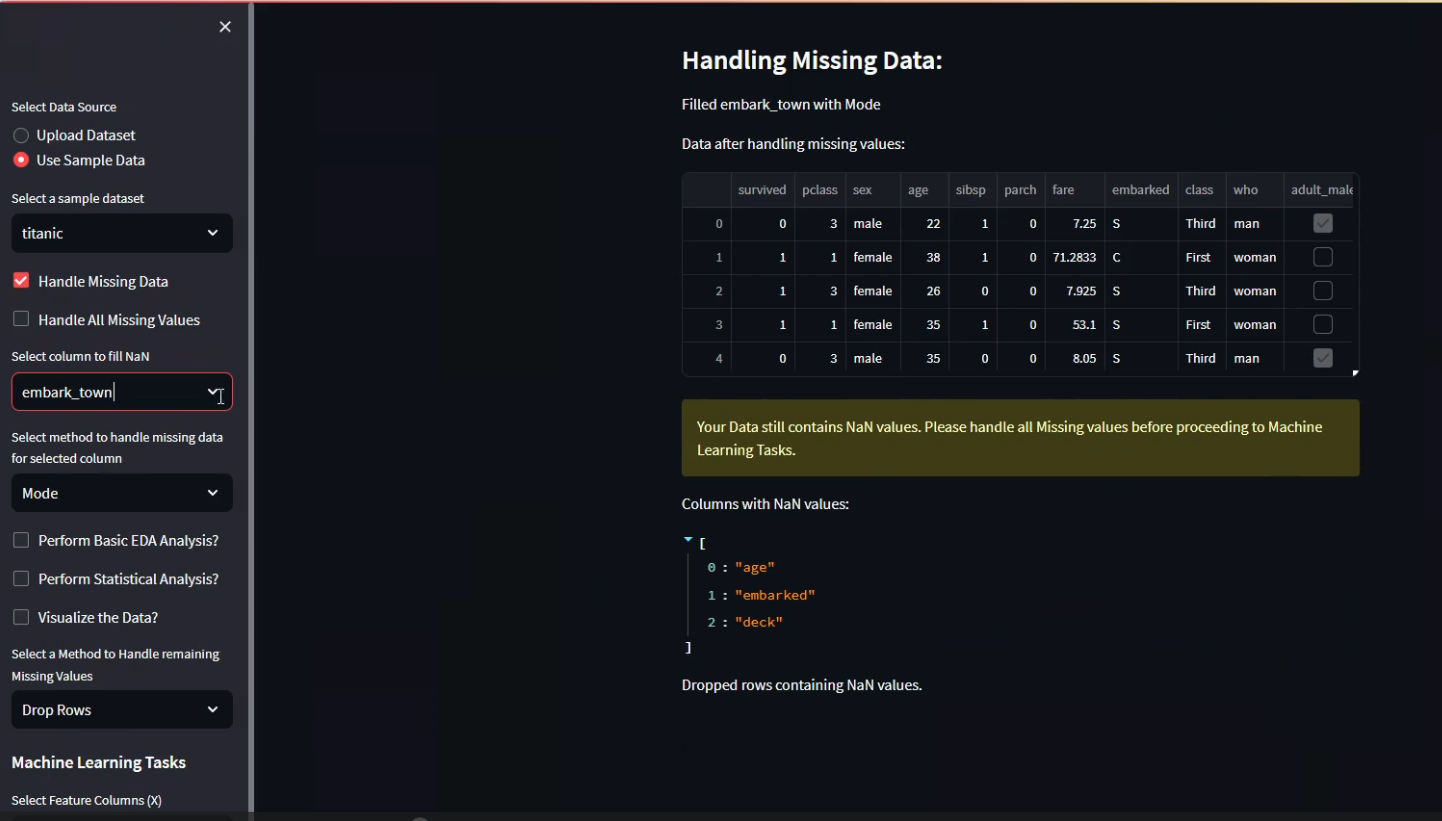 Select Data Source
Upload Dataset
Use Sample Data
Select a sample dataset
titanic
Handle Missing Data
Handle All Missing Values
Select column to fill NaN
embark_town
Select method to handle missing data
for selected column
Mode
Perform Basic EDA Analysis?
Perform Statistical Analysis?
Visualize the Data?
Select a Method to Handle remaining
Missing Values
Drop Rows
Machine Learning Tasks
Select Feature Columns (X)
Handling Missing Data:
Filled embark_town with Mode
Data after handling missing values:
survived pclass sex age sibsp parch fare embarked class who adult_male
0 0 3 male 22 1 0 7.25 S Third man
1 1 1 female 38 1 0 71.2833 C First woman
2 1 3 female 26 0 0 7.925 S Third woman
3 1 1 female 35 1 0 53.1 S First woman
4 0 3 male 35 0 0 8.05 S Third man
Your Data still contains NaN values. Please handle all Missing values before proceeding to Machine
Learning Tasks.
Columns with NaN values:
[
0 : "age"
1 : "embarked"
2 : "deck"
]
Dropped rows containing NaN values.